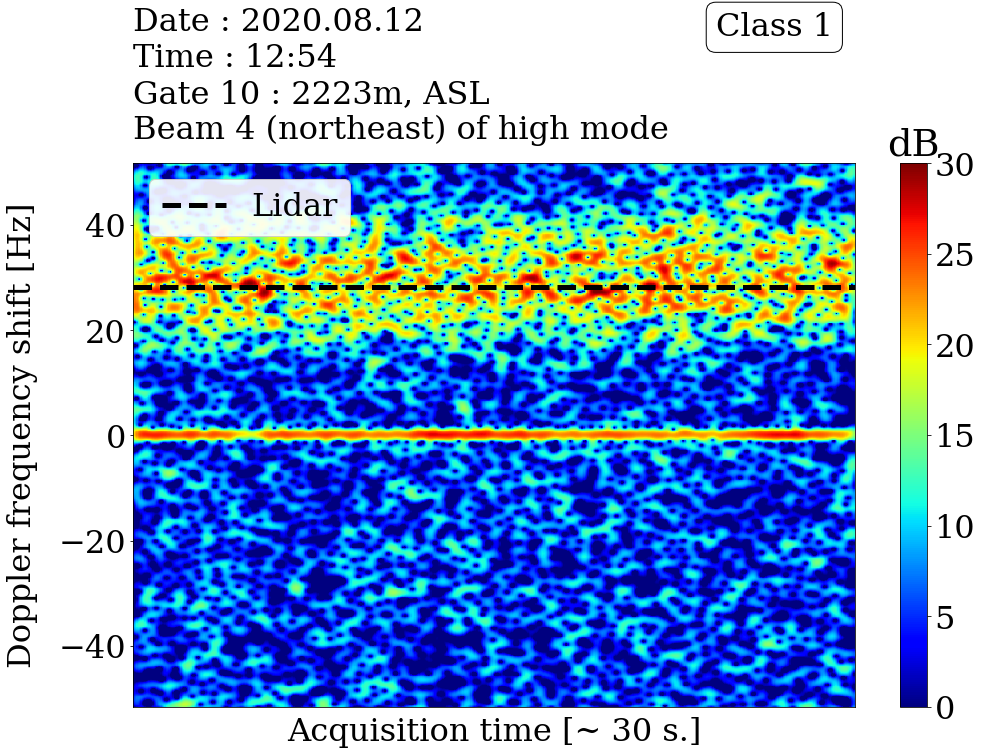 Date : 2020.08.12
Time : 12:54
Gate 10 : 2223m, ASL
Beam 4 (northeast) of high mode
Class 1
dB
Lidar
Doppler frequency shift [Hz]
40
20
0
−20
−40
Acquisition time [~ 30 s.]
30
25
20
15
10
5
0